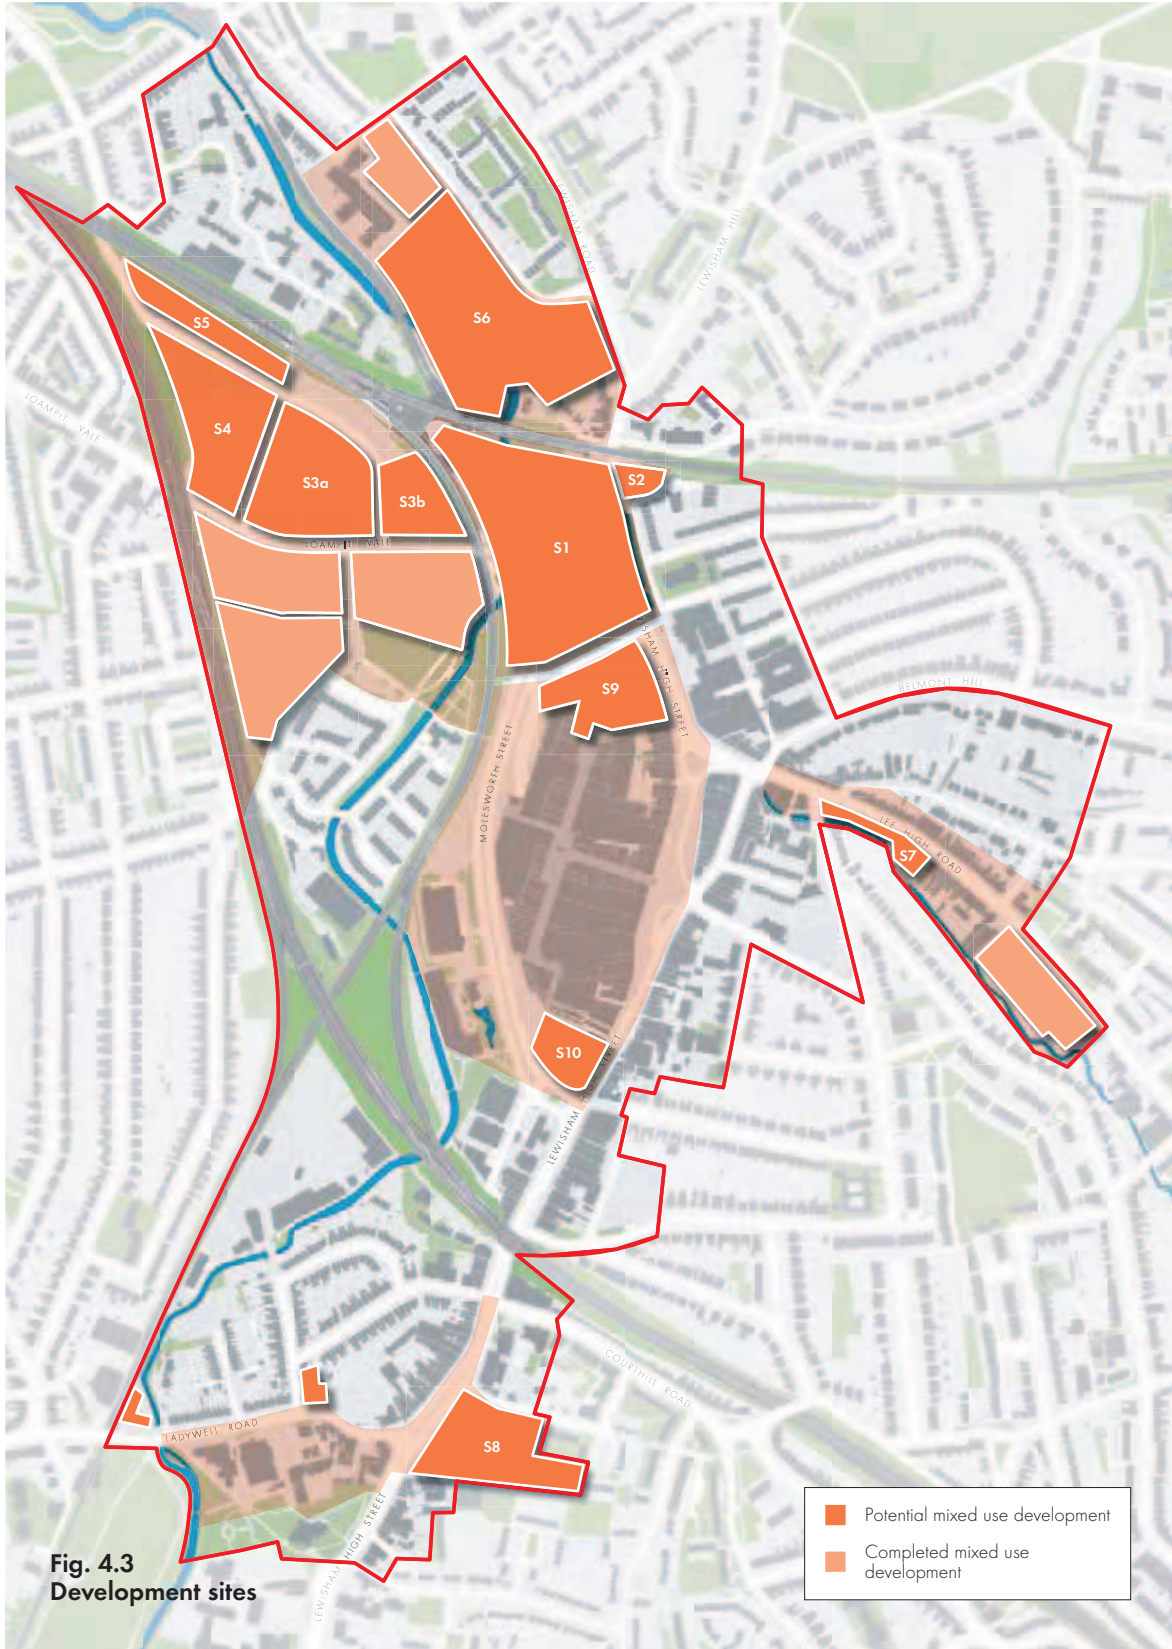 LEWISHAM ROAD
LEWISHAM HILL
S6
S5
LOAMPIT VALE
S4
S3a
S3b
S2
S1
LOAMPIT VALE
S9
BELMONT HILL
MOLESWORTH STREET
LEE HIGH ROAD
S7
S10
LEWISHAM HIGH STREET
COURTHILL ROAD
LADYWELL ROAD
S8
LEWISHAM HIGH STREET
Potential mixed use development
Completed mixed use
development
Fig. 4.3
Development sites